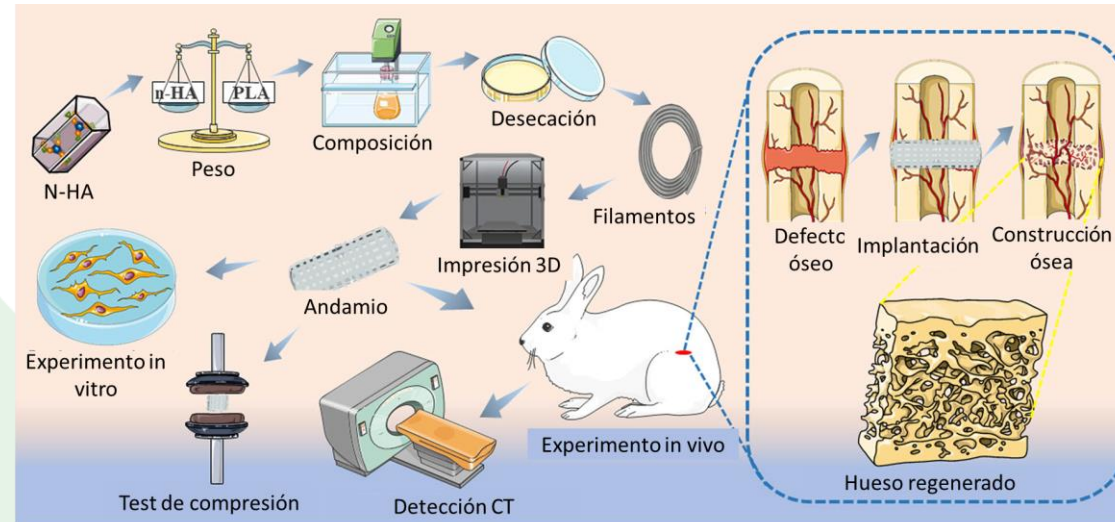 n-HA
PLA
N-HA
Peso
Composición
Desecación
Filamentos
Impresión 3D
Andamio
Experimento in
vitro
Test de compresión
Detección CT
Experimento in vivo
Defecto
óseo
Implantación
Construcción
ósea
Hueso regenerado